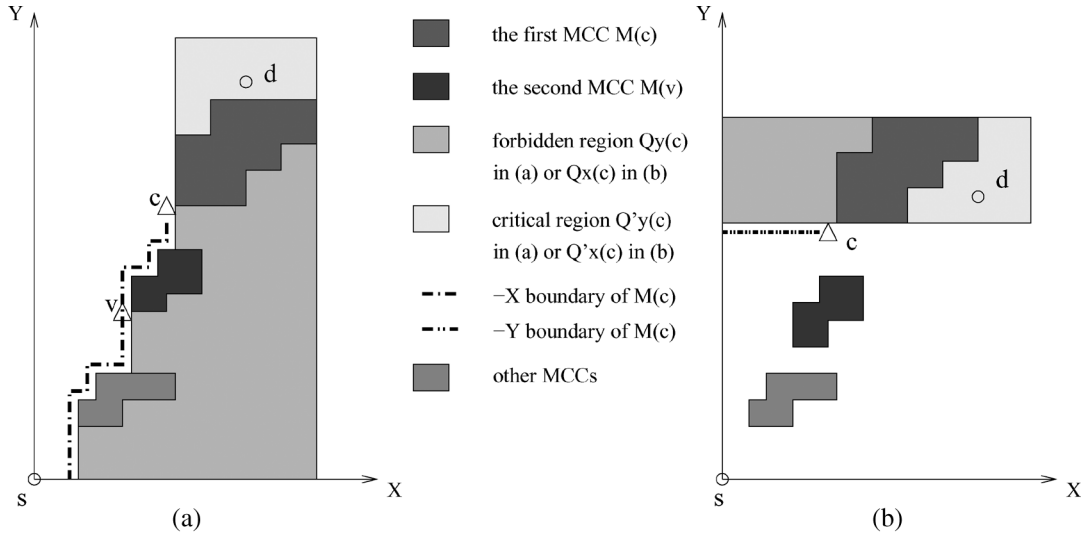 Y
d
c
v
s
X
(a)
the first MCC M(c)
the second MCC M(v)
forbidden region Qy(c)
in (a) or Qx(c) in (b)
critical region Q'y(c)
in (a) or Q'x(c) in (b)
−X boundary of M(c)
−Y boundary of M(c)
other MCCs
Y
d
c
s
X
(b)